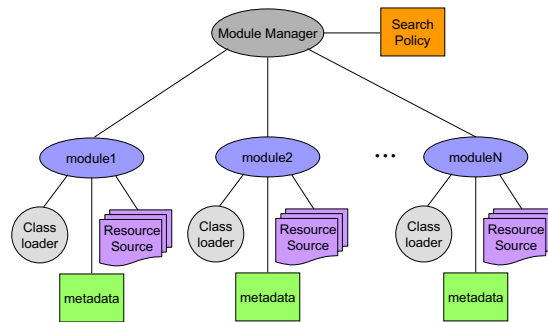 Module Manager
Search
Policy
module1
module2
...
moduleN
Class
loader
Resource
Source
Class
loader
Resource
Source
Class
loader
Resource
Source
metadata
metadata
metadata